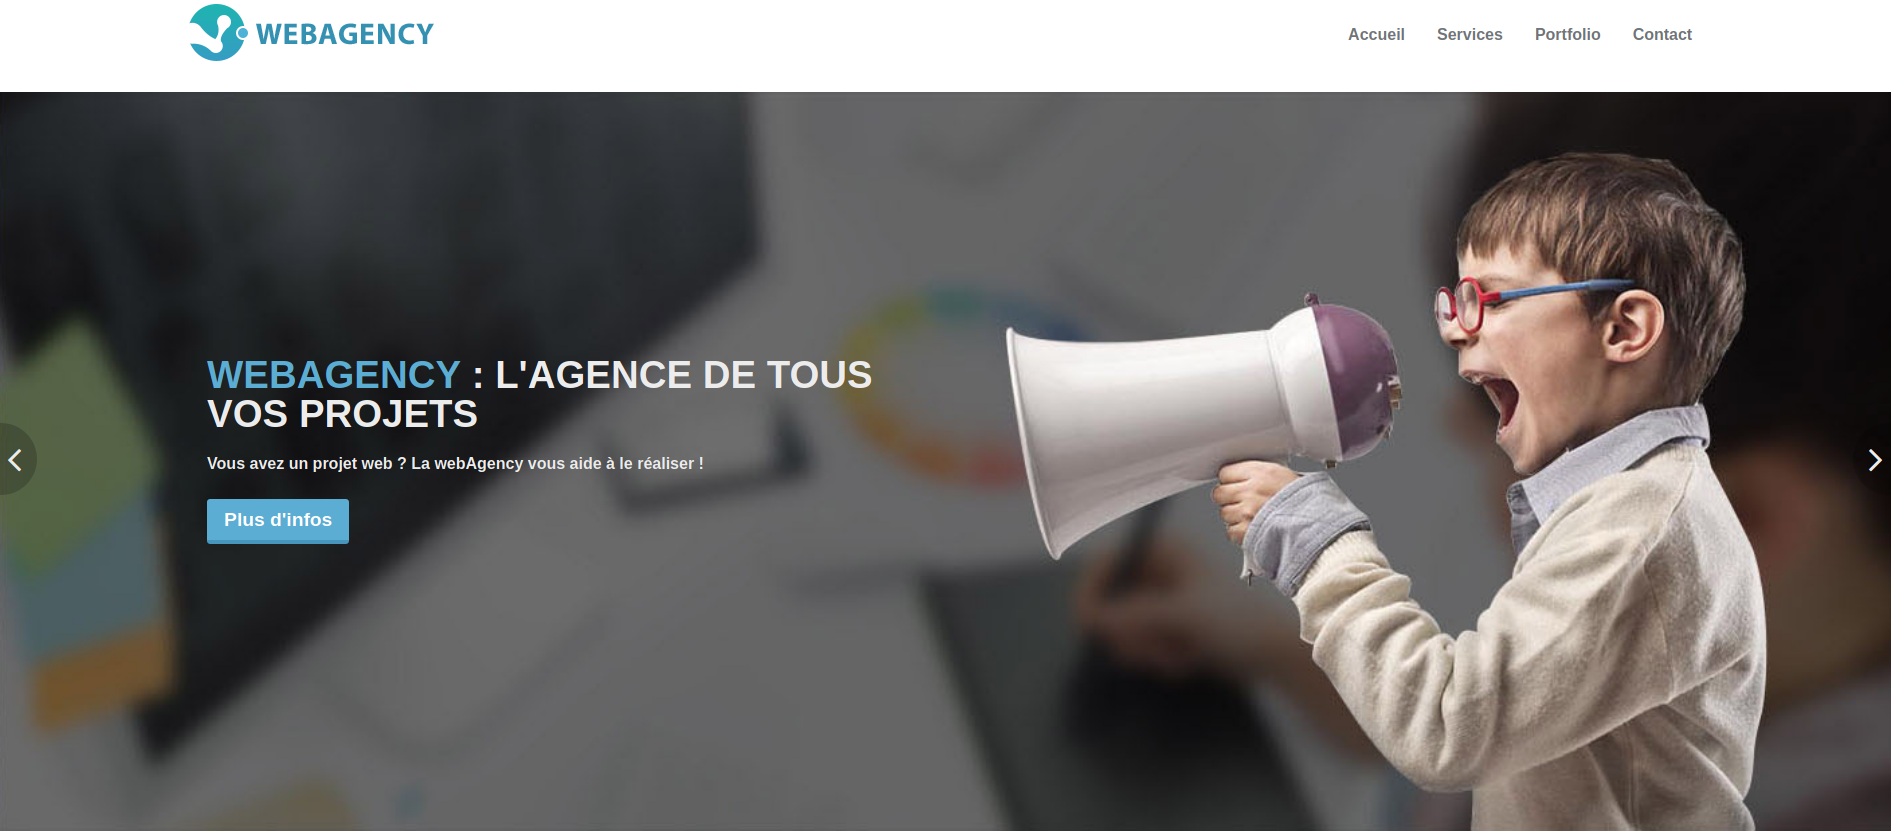 WEBAGENCY
Accueil Services Portfolio Contact
WEBAGENCY : L'AGENCE DE TOUS
VOS PROJETS
Vous avez un projet web ? La webAgency vous aide à le réaliser !
Plus d'infos